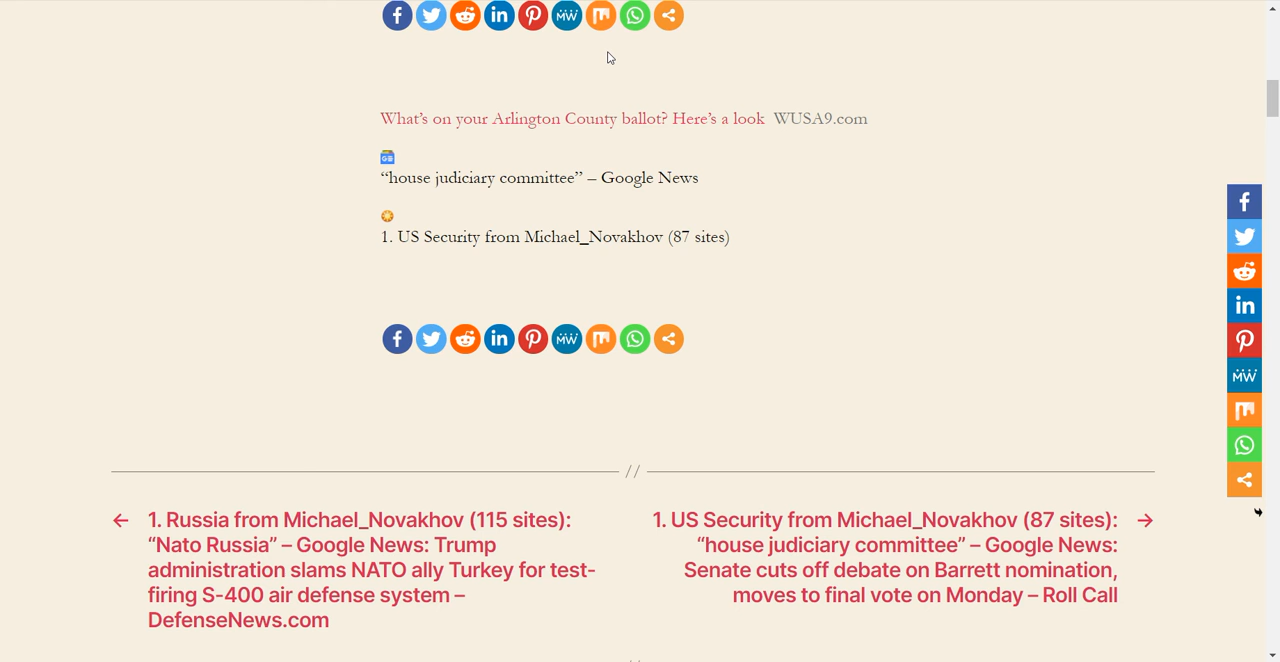 What's on your Arlington County ballot? Here's a look WUSA9.com
“house judiciary committee” – Google News
1. US Security from Michael_Novakhov (87 sites)
//
← 1. Russia from Michael_Novakhov (115 sites):
“Nato Russia” – Google News: Trump
administration slams NATO ally Turkey for test-
firing S-400 air defense system –
DefenseNews.com
1. US Security from Michael_Novakhov (87 sites): →
“house judiciary committee” – Google News:
Senate cuts off debate on Barrett nomination,
moves to final vote on Monday – Roll Call